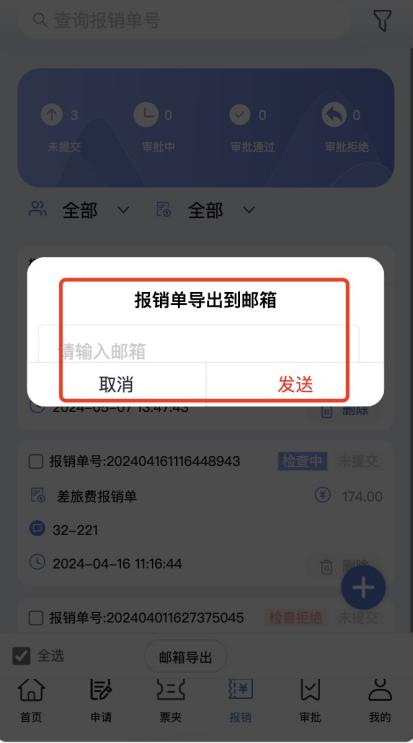 查询报销单号
3 0 0 0
未提交 审批中 审批通过 审批拒绝
全部 全部
报销单导出到邮箱
请输入邮箱
取消 发送
2024-05-07 13:47:43 删除
报销单号:202404161116448943 检查中 未提交
差旅费报销单 174.00
32-221
2024-04-16 11:16:44 删除
报销单号:202404011627375045 检查拒绝 未提交
全选 邮箱导出
首页 申请 票夹 报销 审批 我的